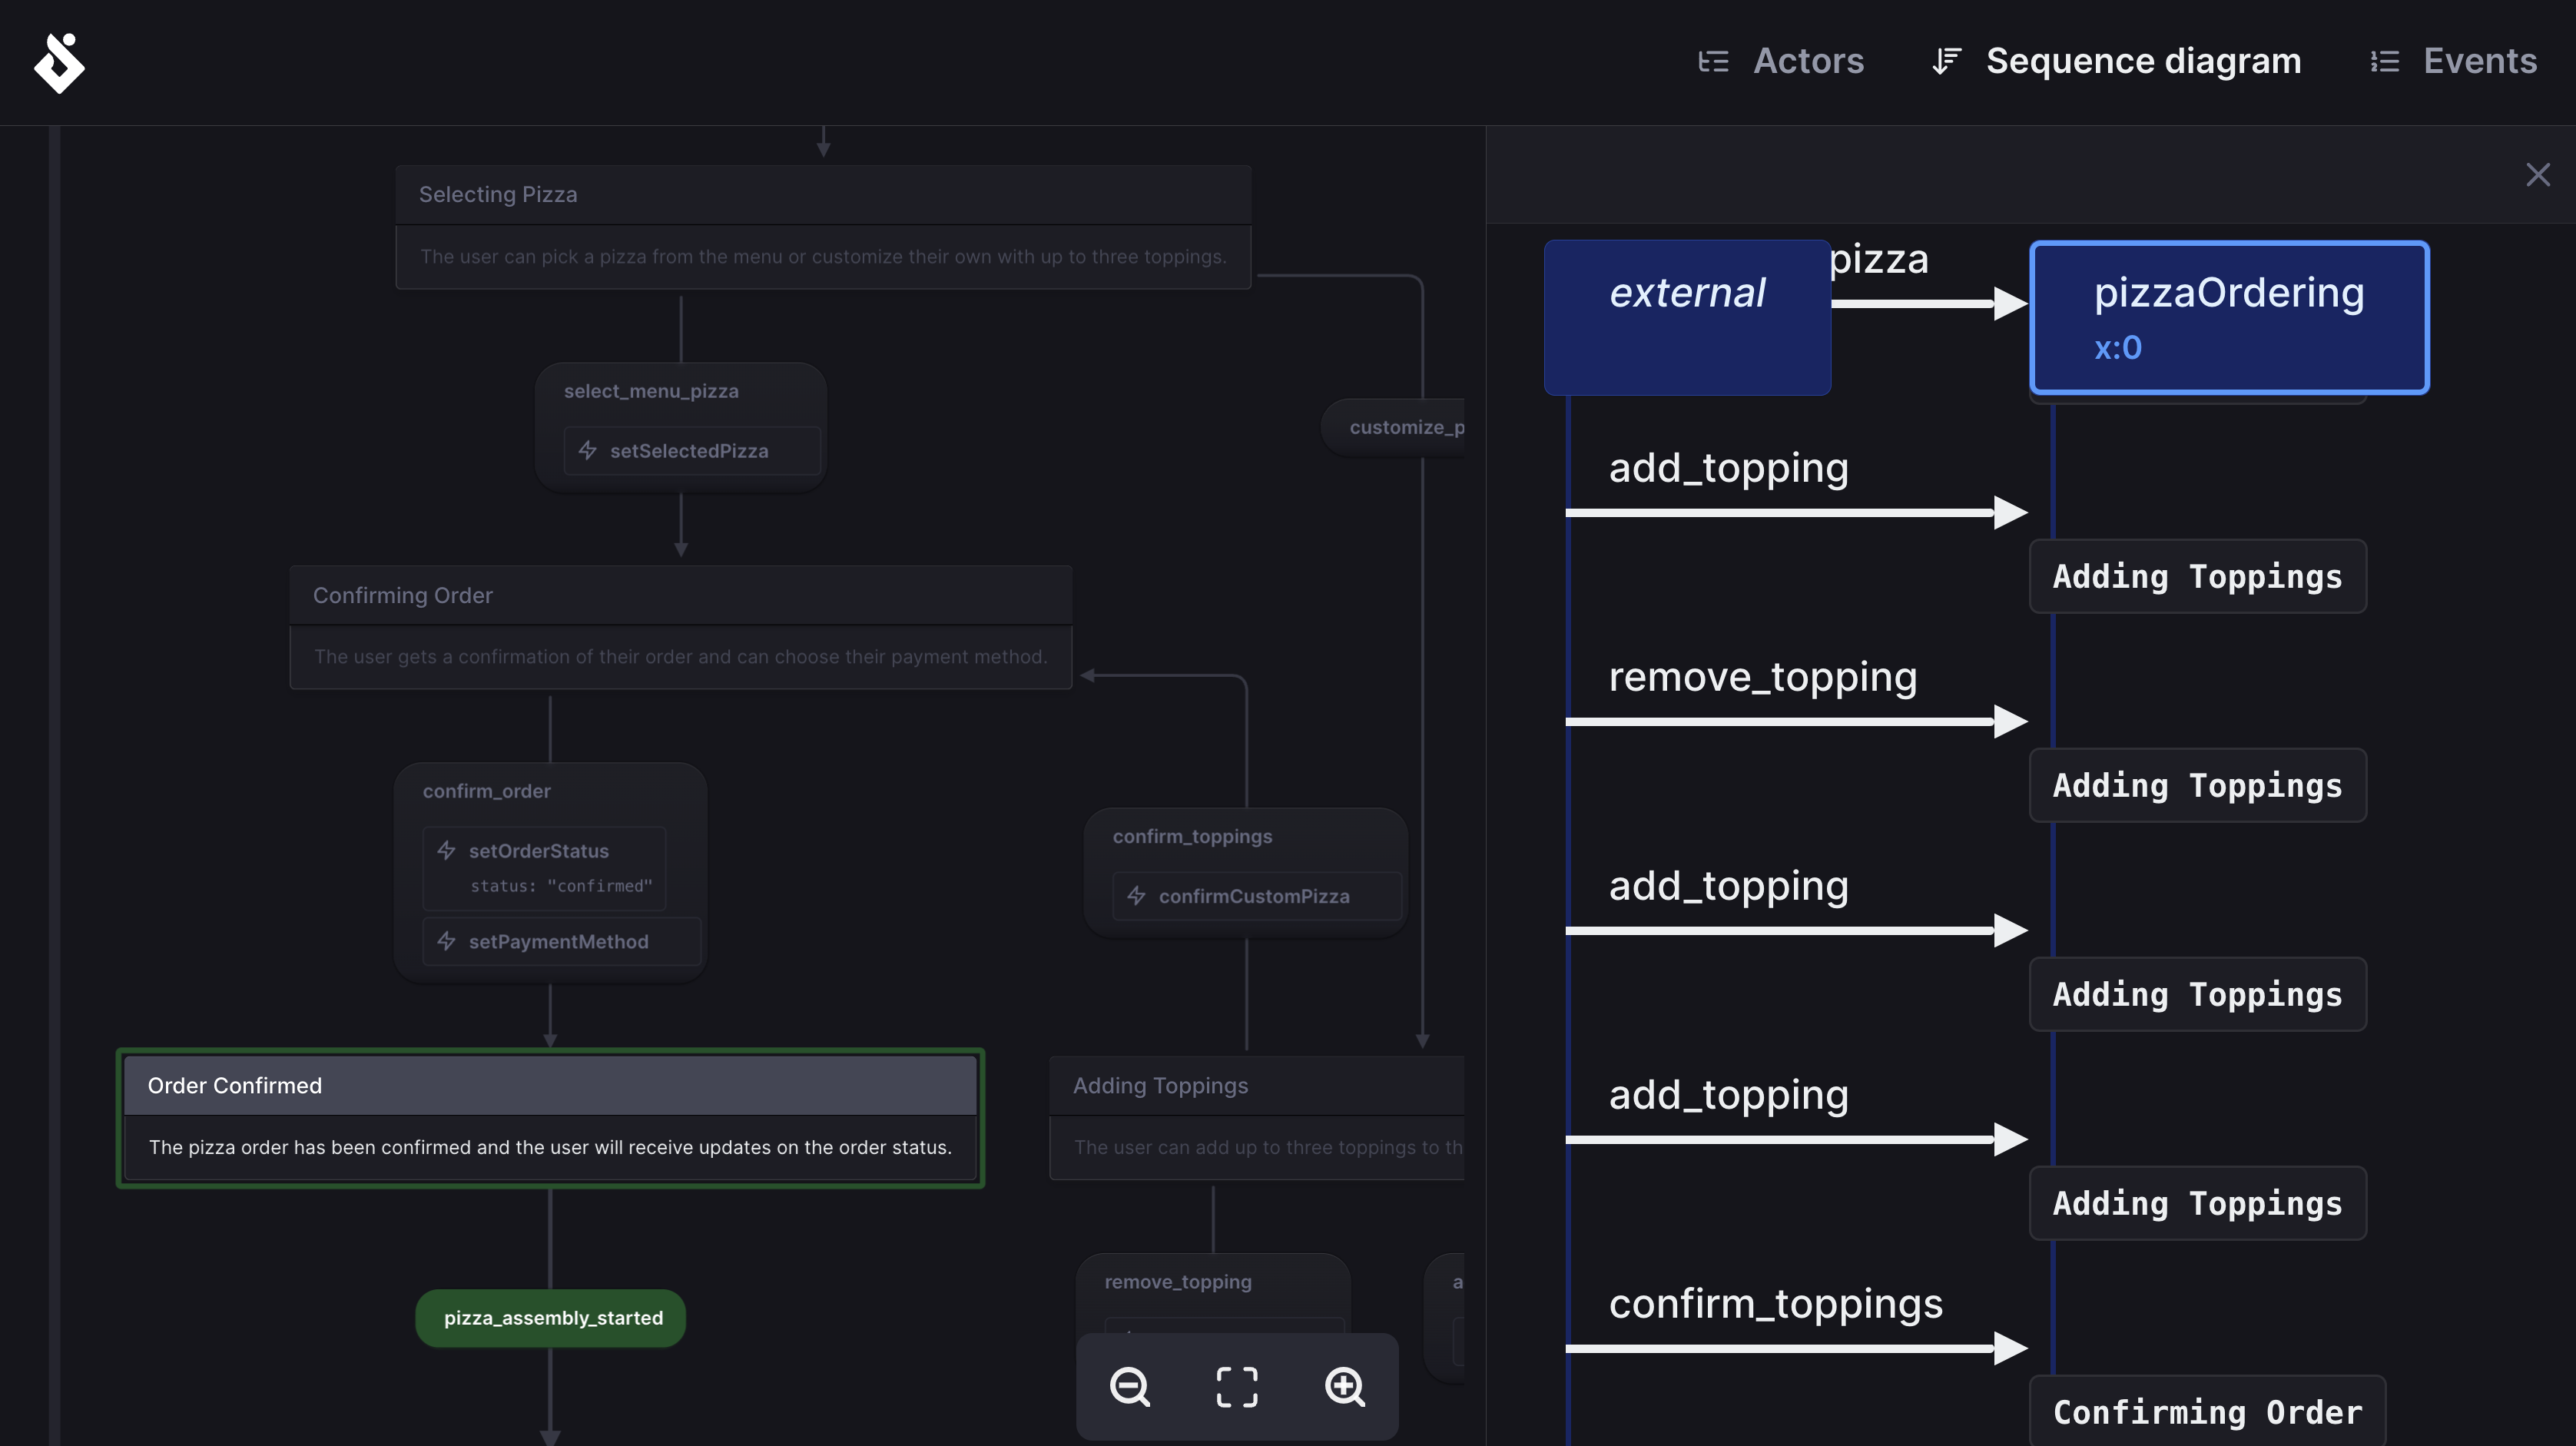 Actors
Sequence diagram
Events
Selecting Pizza
The user can pick a pizza from the menu or customize their own with up to three toppings.
select_menu_pizza
setSelectedPizza
customize_p
Confirming Order
The user gets a confirmation of their order and can choose their payment method.
confirm_order
setOrderStatus
status: "confirmed"
setPaymentMethod
confirm_toppings
confirmCustomPizza
Order Confirmed
The pizza order has been confirmed and the user will receive updates on the order status.
Adding Toppings
The user can add up to three toppings to th
pizza_assembly_started
remove_topping
a
external
pizza
pizzaOrdering
x:0
add_topping
Adding Toppings
remove_topping
Adding Toppings
add_topping
Adding Toppings
add_topping
Adding Toppings
confirm_toppings
Confirming Order